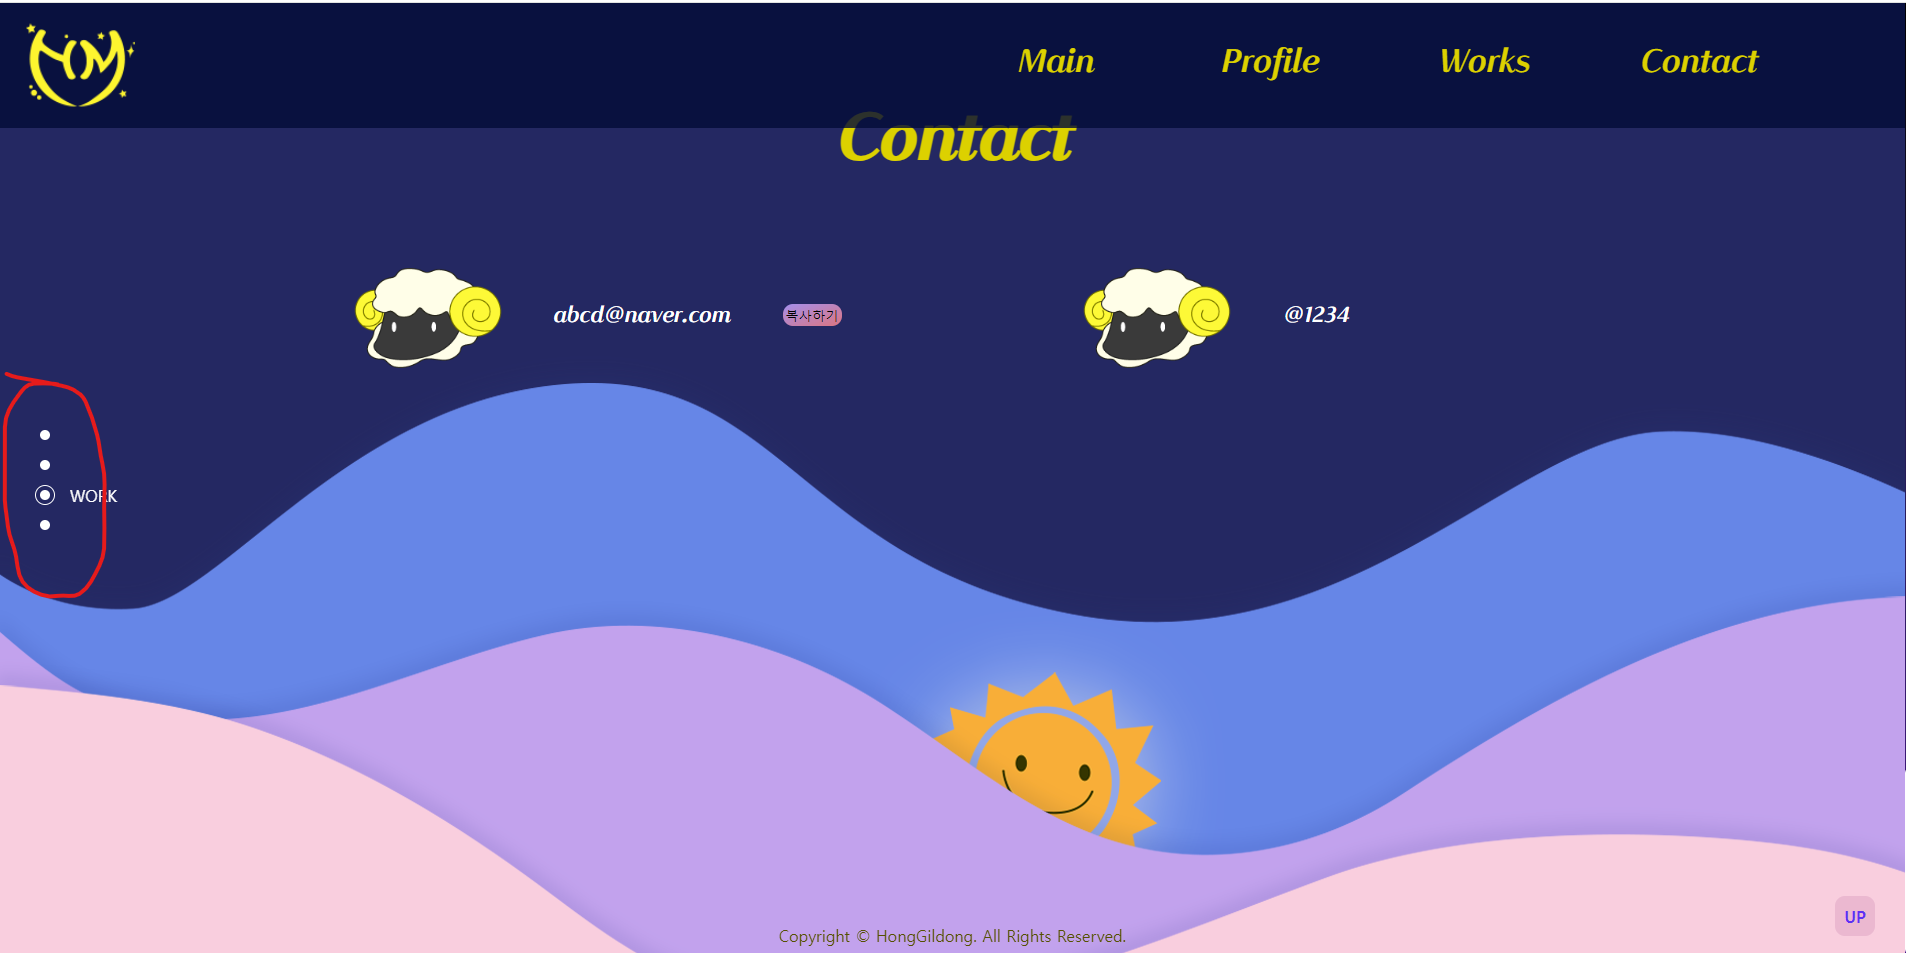 HM
Main Profile Works Contact
Contact
abcd@naver.com 복사하기 @1234
WORK
UP
Copyright © HongGildong. All Rights Reserved.